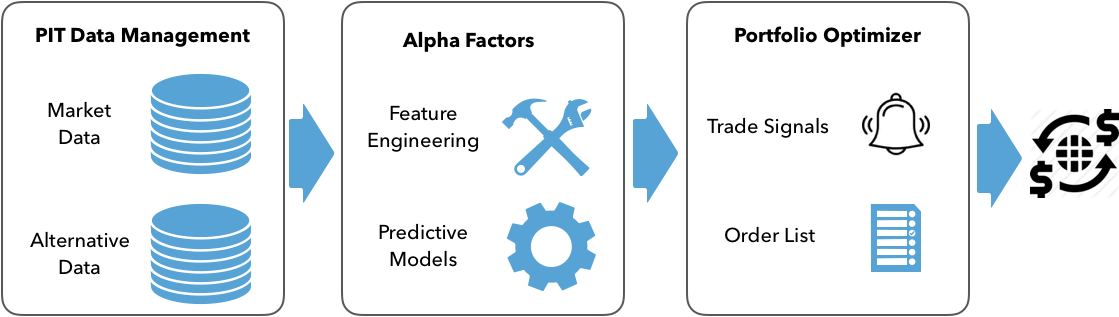 PIT Data Management
Market
Data
Alternative
Data
Alpha Factors
Feature
Engineering
Predictive
Models
Portfolio Optimizer
Trade Signals
Order List
$
$